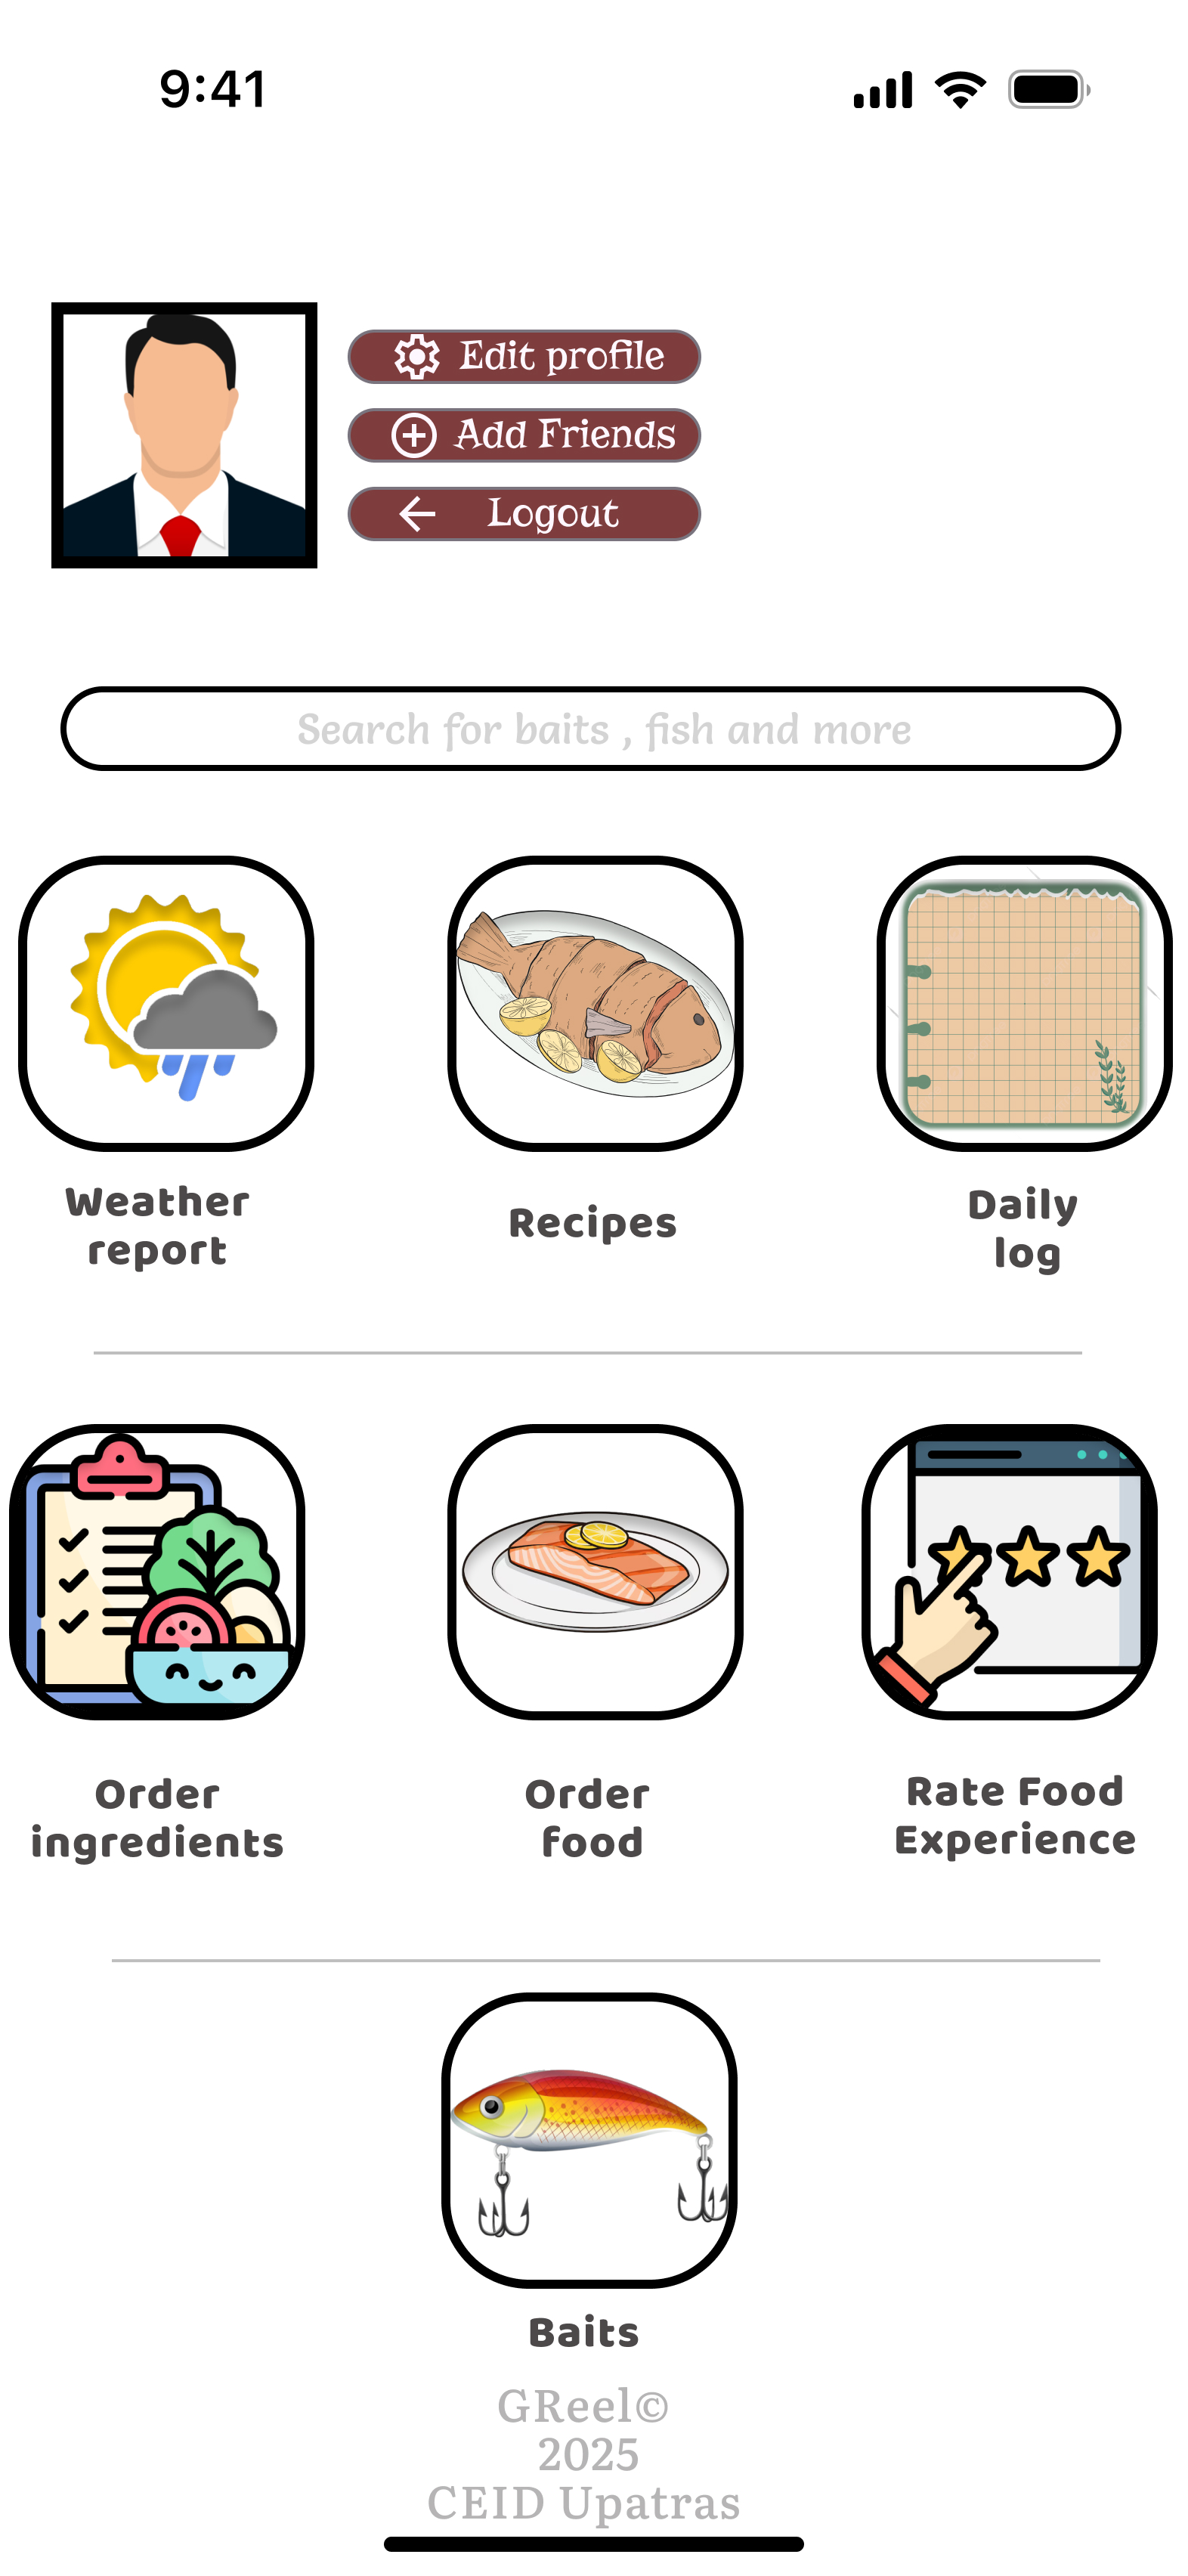 9:41
Edit profile
Add Friends
Logout
Search for baits , fish and more
Weather
report
Recipes
Daily
log
Order
ingredients
Order
food
Rate Food
Experience
Baits
GReel©
2025
CEID Upatras